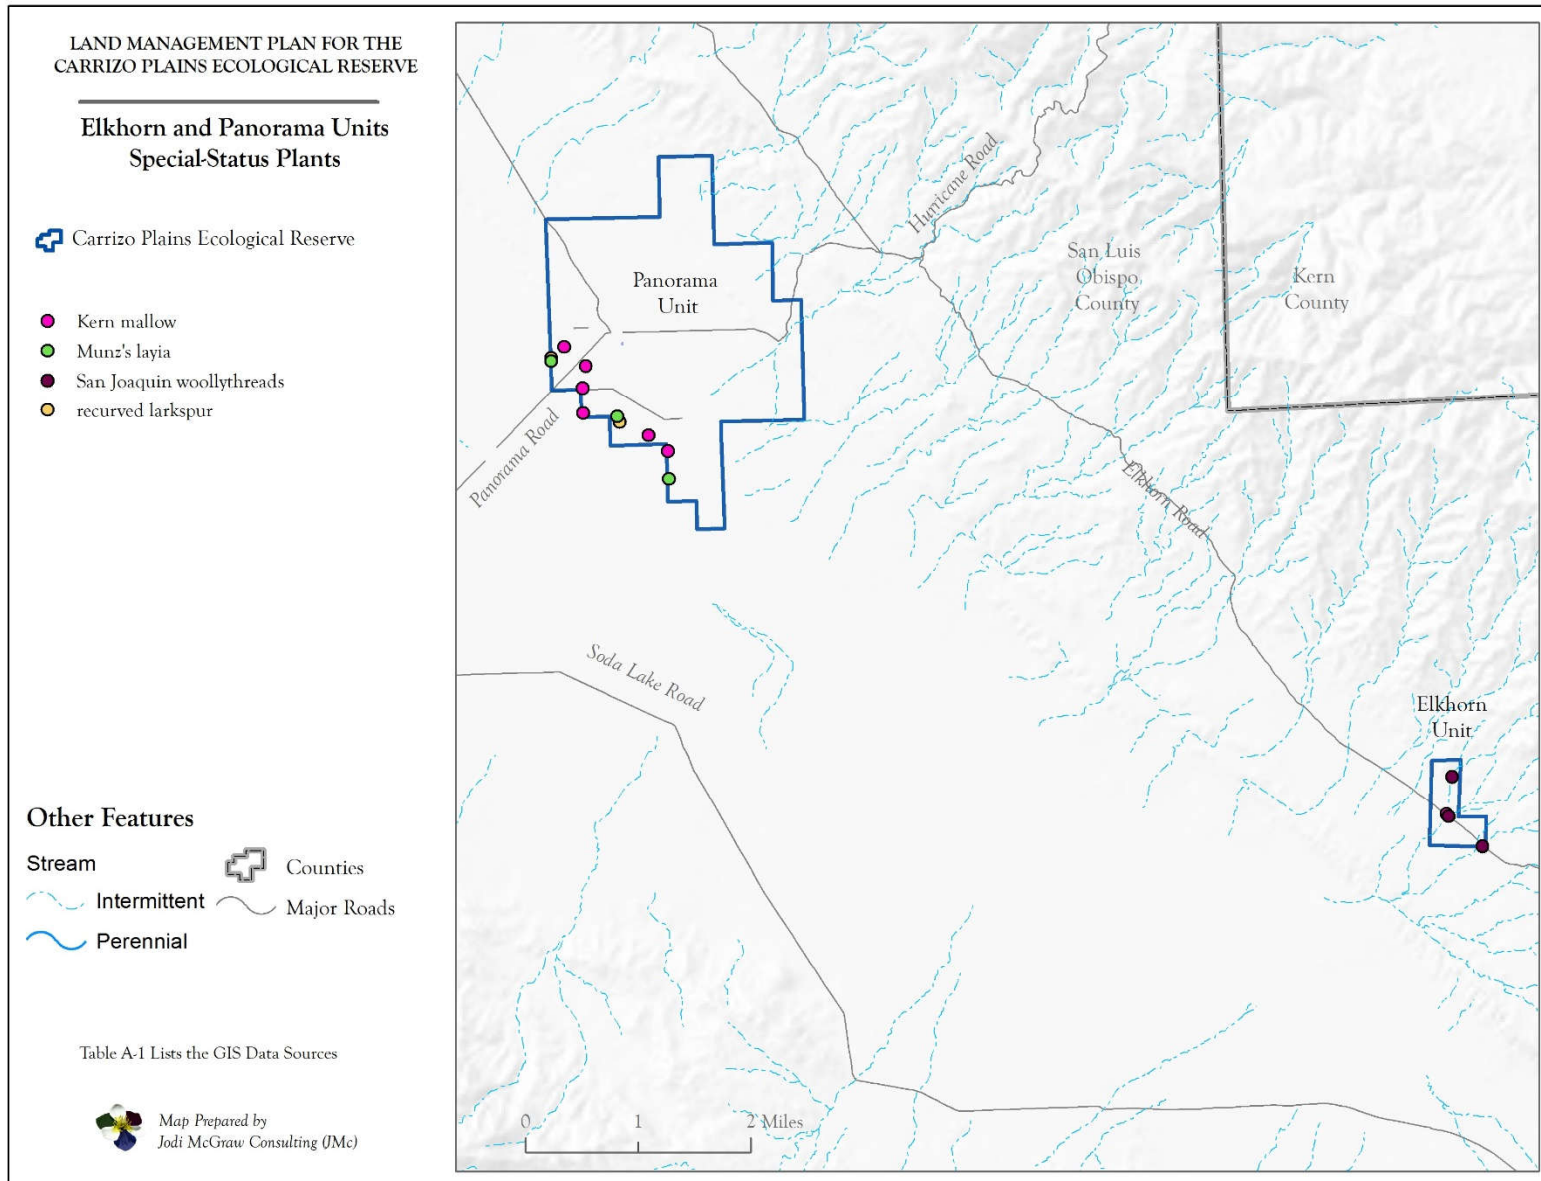 LAND MANAGEMENT PLAN FOR THE
CARRIZO PLAINS ECOLOGICAL RESERVE
Elkhorn and Panorama Units
Special-Status Plants
Carrizo Plains Ecological Reserve
Kern mallow
Munz's layia
San Joaquin woollythreads
recurved larkspur
Other Features
Stream
Counties
Intermittent
Major Roads
Perennial
Table A-1 Lists the GIS Data Sources
Map Prepared by
Jodi McGraw Consulting (JMc)
Hurricane Road
San Luis
Obispo
County
Kern
County
Panorama
Unit
Panorama Road
Elkhorn Road
Soda Lake Road
Elkhorn
Unit
0 1 2 Miles